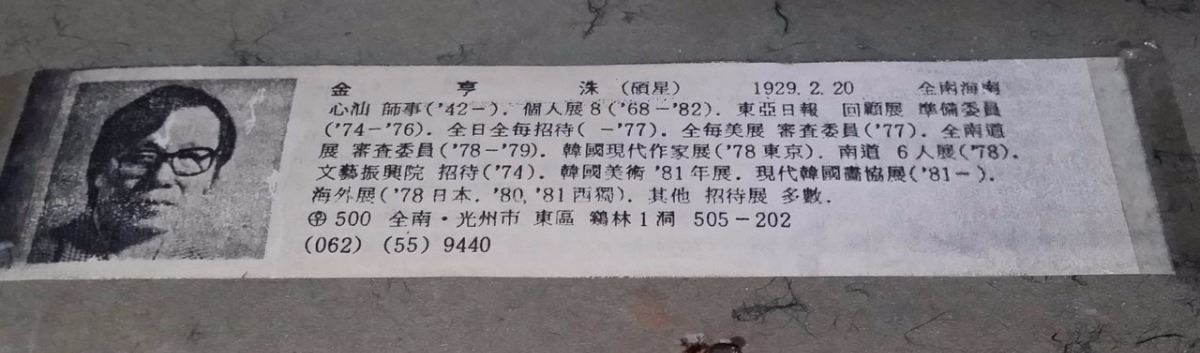 金 亨 洙 (碩星) 1929.2.20 全南海南
心汕 師事('42－). 個人展 8('68－'82). 東亞日報 回顧展 準備委員
('74－'76). 全日全每招待( －'77). 全每美展 審査委員('77). 全南道
展 審査委員('78－'79). 韓國現代作家展('78 東京). 南道 6人展('78).
文藝振興院 招待('74). 韓國美術 '81年展. 現代韓國畵協展('81－).
海外展('78 日本. '80, '81 西獨). 其他 招待展 多數.
㉾ 500 全南・光州市 東區 鷄林 1洞 505－202
(062) (55) 9440